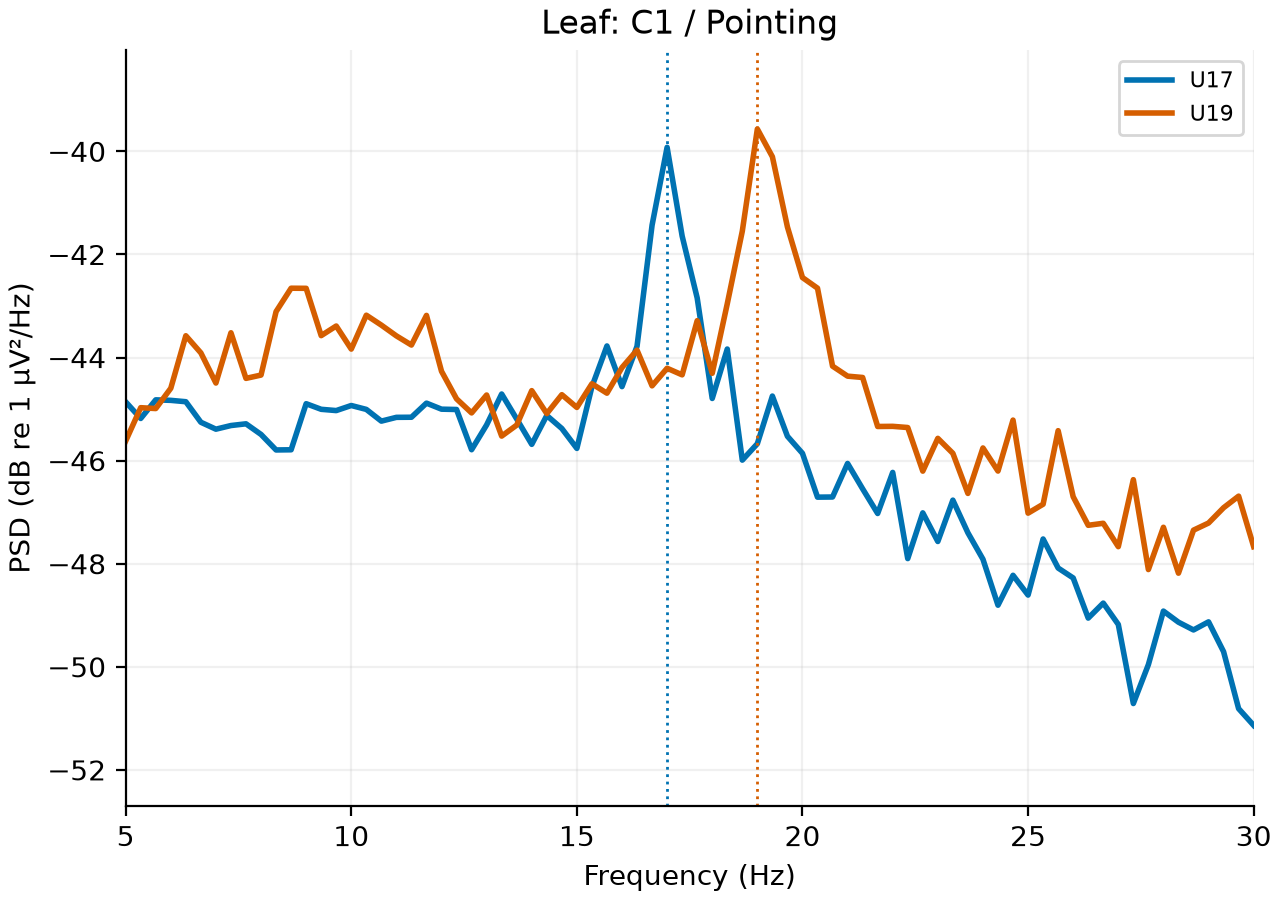 Leaf: C1 / Pointing
U17
U19
−40
−42
−44
−46
−48
−50
−52
PSD (dB re 1 µV²/Hz)
5 10 15 20 25 30
Frequency (Hz)